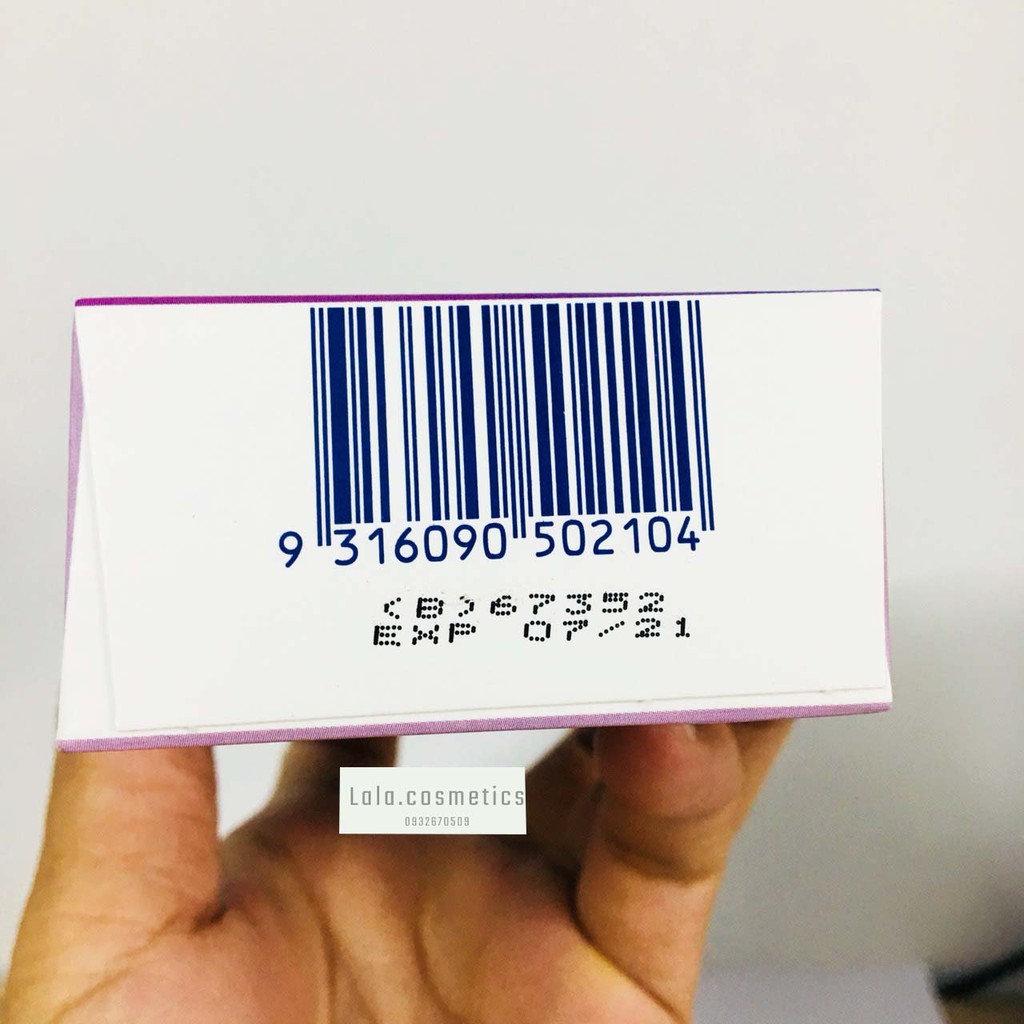 9 316090 502104
(B)67352
EXP 07/21
Lala.cosmetics
0932670509